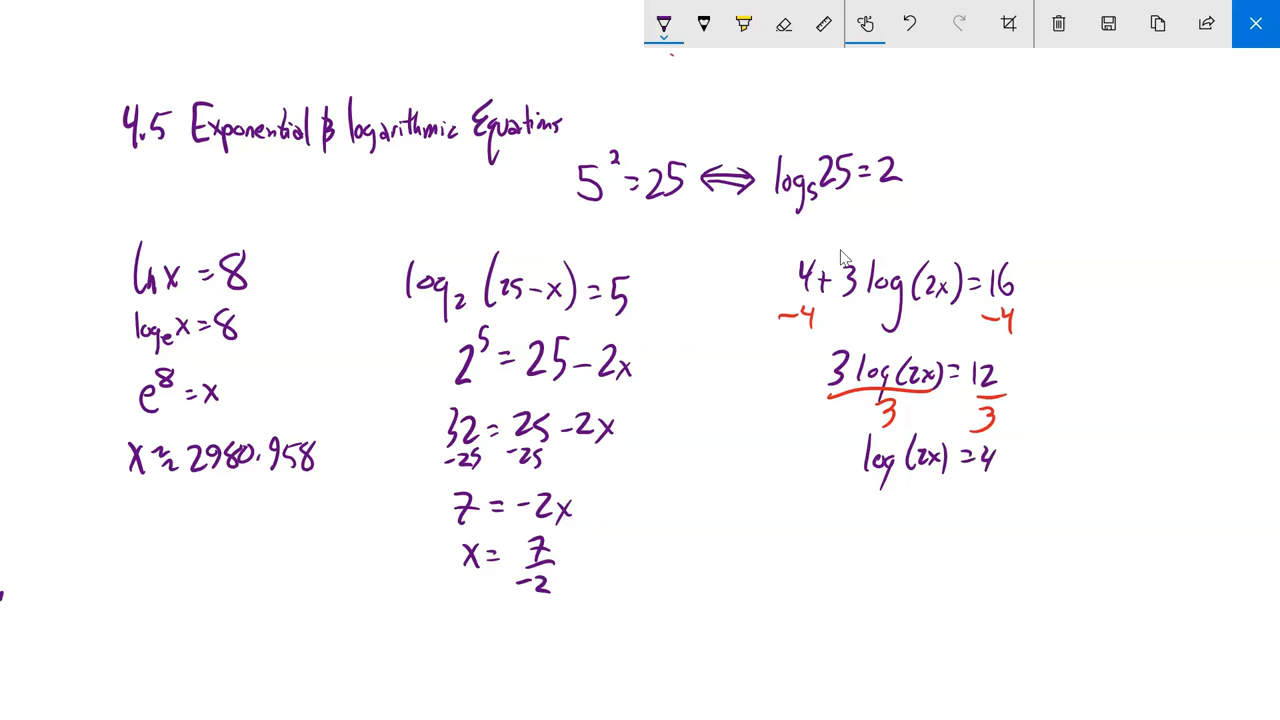 4.5 Exponential & logarithmic Equations
5² = 25 ⟺ log₅25 = 2
ln x = 8
logₑx = 8
e⁸ = x
x ≈ 2980.958
log₂(25 - x) = 5
2⁵ = 25 - 2x
32 = 25 - 2x
-25 -25
7 = -2x
x = 7/-2
4 + 3 log(2x) = 16
-4 -4
3 log(2x) = 12
3 3
log(2x) = 4